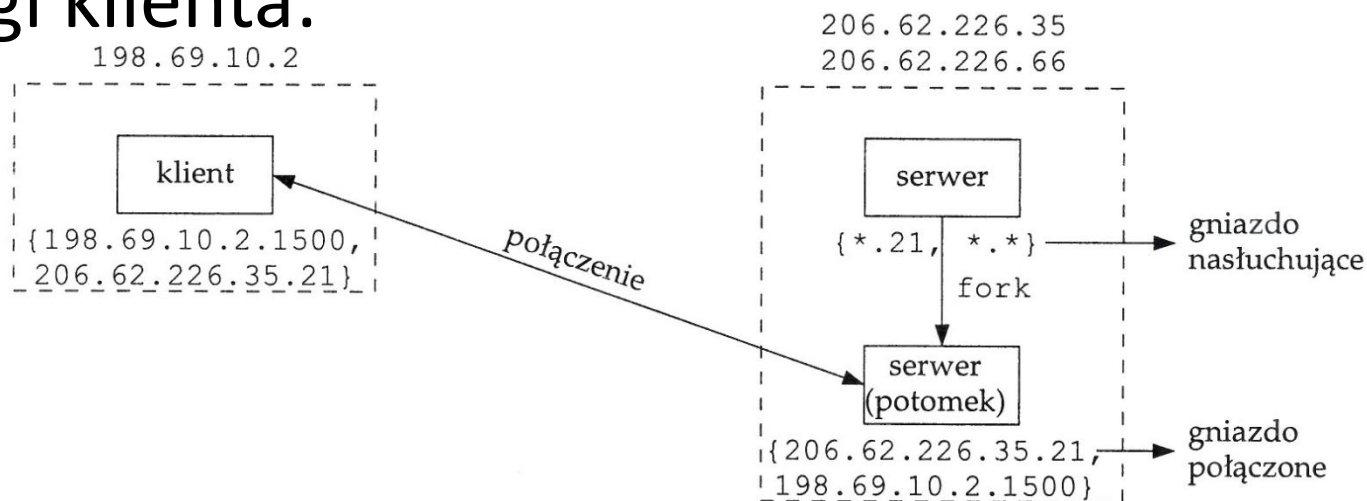 gi klienta.
198.69.10.2
206.62.226.35
206.62.226.66
klient
{198.69.10.2.1500,
206.62.226.35.21}
połączenie
serwer
{*.21, *.*}
gniazdo
nasłuchujące
fork
serwer
(potomek)
{206.62.226.35.21,
198.69.10.2.1500}
gniazdo
połączone